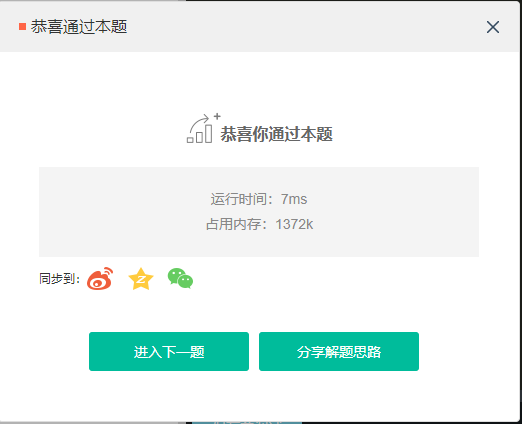 恭喜通过本题
恭喜你通过本题
运行时间：7ms
占用内存：1372k
同步到：
进入下一题
分享解题思路